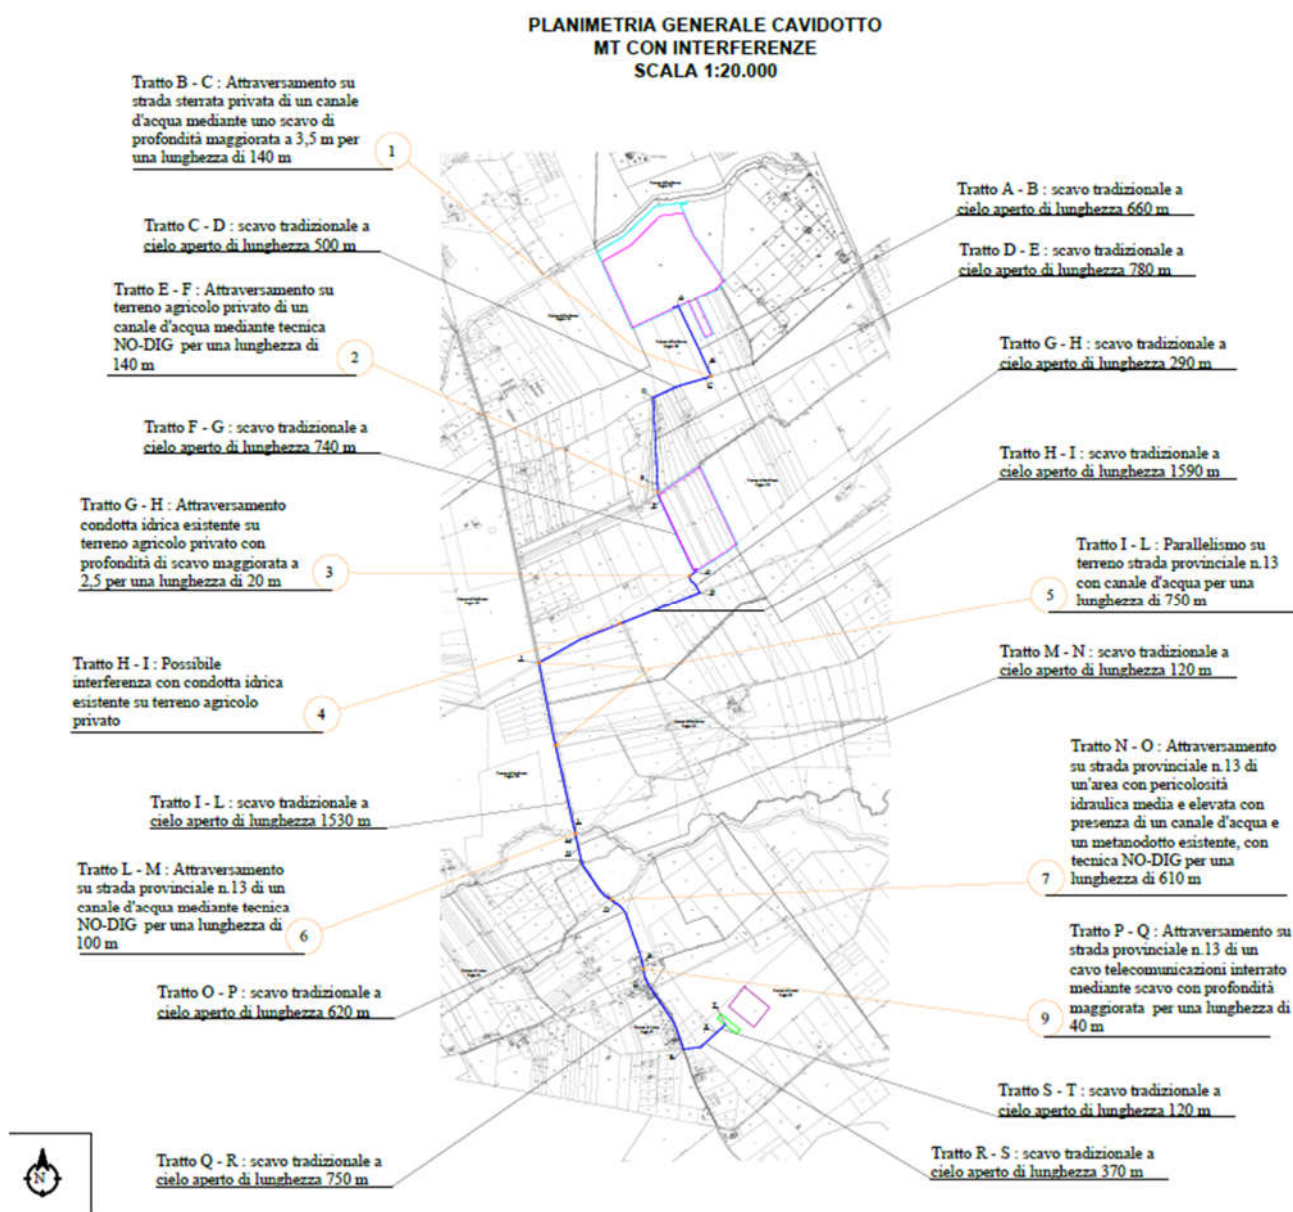 PLANIMETRIA GENERALE CAVIDOTTO
MT CON INTERFERENZE
SCALA 1:20.000
Tratto B - C : Attraversamento su
strada sterrata privata di un canale
d'acqua mediante uno scavo di
profondità maggiorata a 3,5 m per
una lunghezza di 140 m
1
Tratto C - D : scavo tradizionale a
cielo aperto di lunghezza 500 m
Tratto E - F : Attraversamento su
terreno agricolo privato di un
canale d'acqua mediante tecnica
NO-DIG per una lunghezza di
140 m
2
Tratto F - G : scavo tradizionale a
cielo aperto di lunghezza 740 m
Tratto G - H : Attraversamento
condotta idrica esistente su
terreno agricolo privato con
profondità di scavo maggiorata a
2,5 per una lunghezza di 20 m
3
Tratto H - I : Possibile
interferenza con condotta idrica
esistente su terreno agricolo
privato
4
Tratto I - L : scavo tradizionale a
cielo aperto di lunghezza 1530 m
Tratto L - M : Attraversamento
su strada provinciale n.13 di un
canale d'acqua mediante tecnica
NO-DIG per una lunghezza di
100 m
6
Tratto O - P : scavo tradizionale a
cielo aperto di lunghezza 620 m
Tratto Q - R : scavo tradizionale a
cielo aperto di lunghezza 750 m
N
Tratto A - B : scavo tradizionale a
cielo aperto di lunghezza 660 m
Tratto D - E : scavo tradizionale a
cielo aperto di lunghezza 780 m
Tratto G - H : scavo tradizionale a
cielo aperto di lunghezza 290 m
Tratto H - I : scavo tradizionale a
cielo aperto di lunghezza 1590 m
Tratto I - L : Parallelismo su
terreno strada provinciale n.13
con canale d'acqua per una
lunghezza di 750 m
5
Tratto M - N : scavo tradizionale a
cielo aperto di lunghezza 120 m
Tratto N - O : Attraversamento
su strada provinciale n.13 di
un'area con pericolosità
idraulica media e elevata con
presenza di un canale d'acqua e
un metanodotto esistente, con
tecnica NO-DIG per una
lunghezza di 610 m
7
Tratto P - Q : Attraversamento su
strada provinciale n.13 di un
cavo telecomunicazioni interrato
mediante scavo con profondità
maggiorata per una lunghezza di
40 m
9
Tratto S - T : scavo tradizionale a
cielo aperto di lunghezza 120 m
Tratto R - S : scavo tradizionale a
cielo aperto di lunghezza 370 m